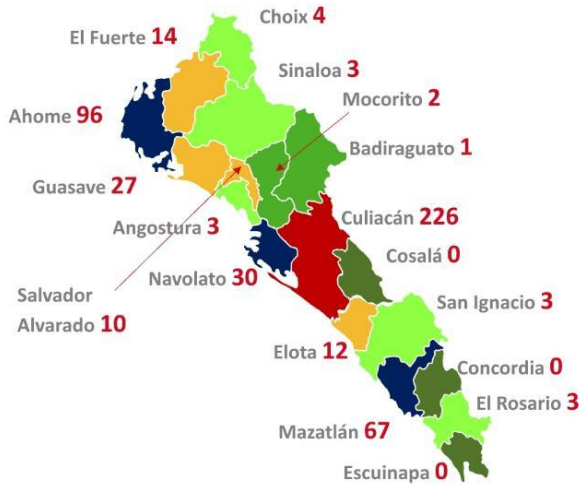 Choix 4
El Fuerte 14
Sinaloa 3
Mocorito 2
Ahome 96
Badiraguato 1
Guasave 27
Culiacán 226
Angostura 3
Cosalá 0
Navolato 30
Salvador
Alvarado 10
San Ignacio 3
Elota 12
Concordia 0
El Rosario 3
Mazatlán 67
Escuinapa 0